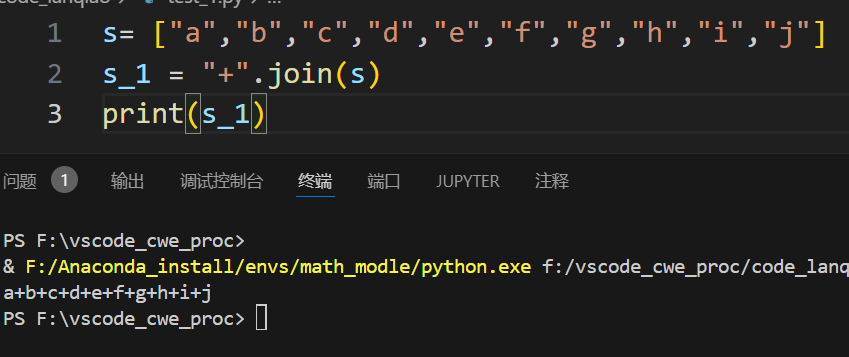 code_lanqiao > test_1.py > ...
1 s= ["a","b","c","d","e","f","g","h","i","j"]
2 s_1 = "+".join(s)
3 print(s_1)
问题 1 输出 调试控制台 终端 端口 JUPYTER 注释
PS F:\vscode_cwe_proc>
& F:/Anaconda_install/envs/math_modle/python.exe f:/vscode_cwe_proc/code_lanq
a+b+c+d+e+f+g+h+i+j
PS F:\vscode_cwe_proc>